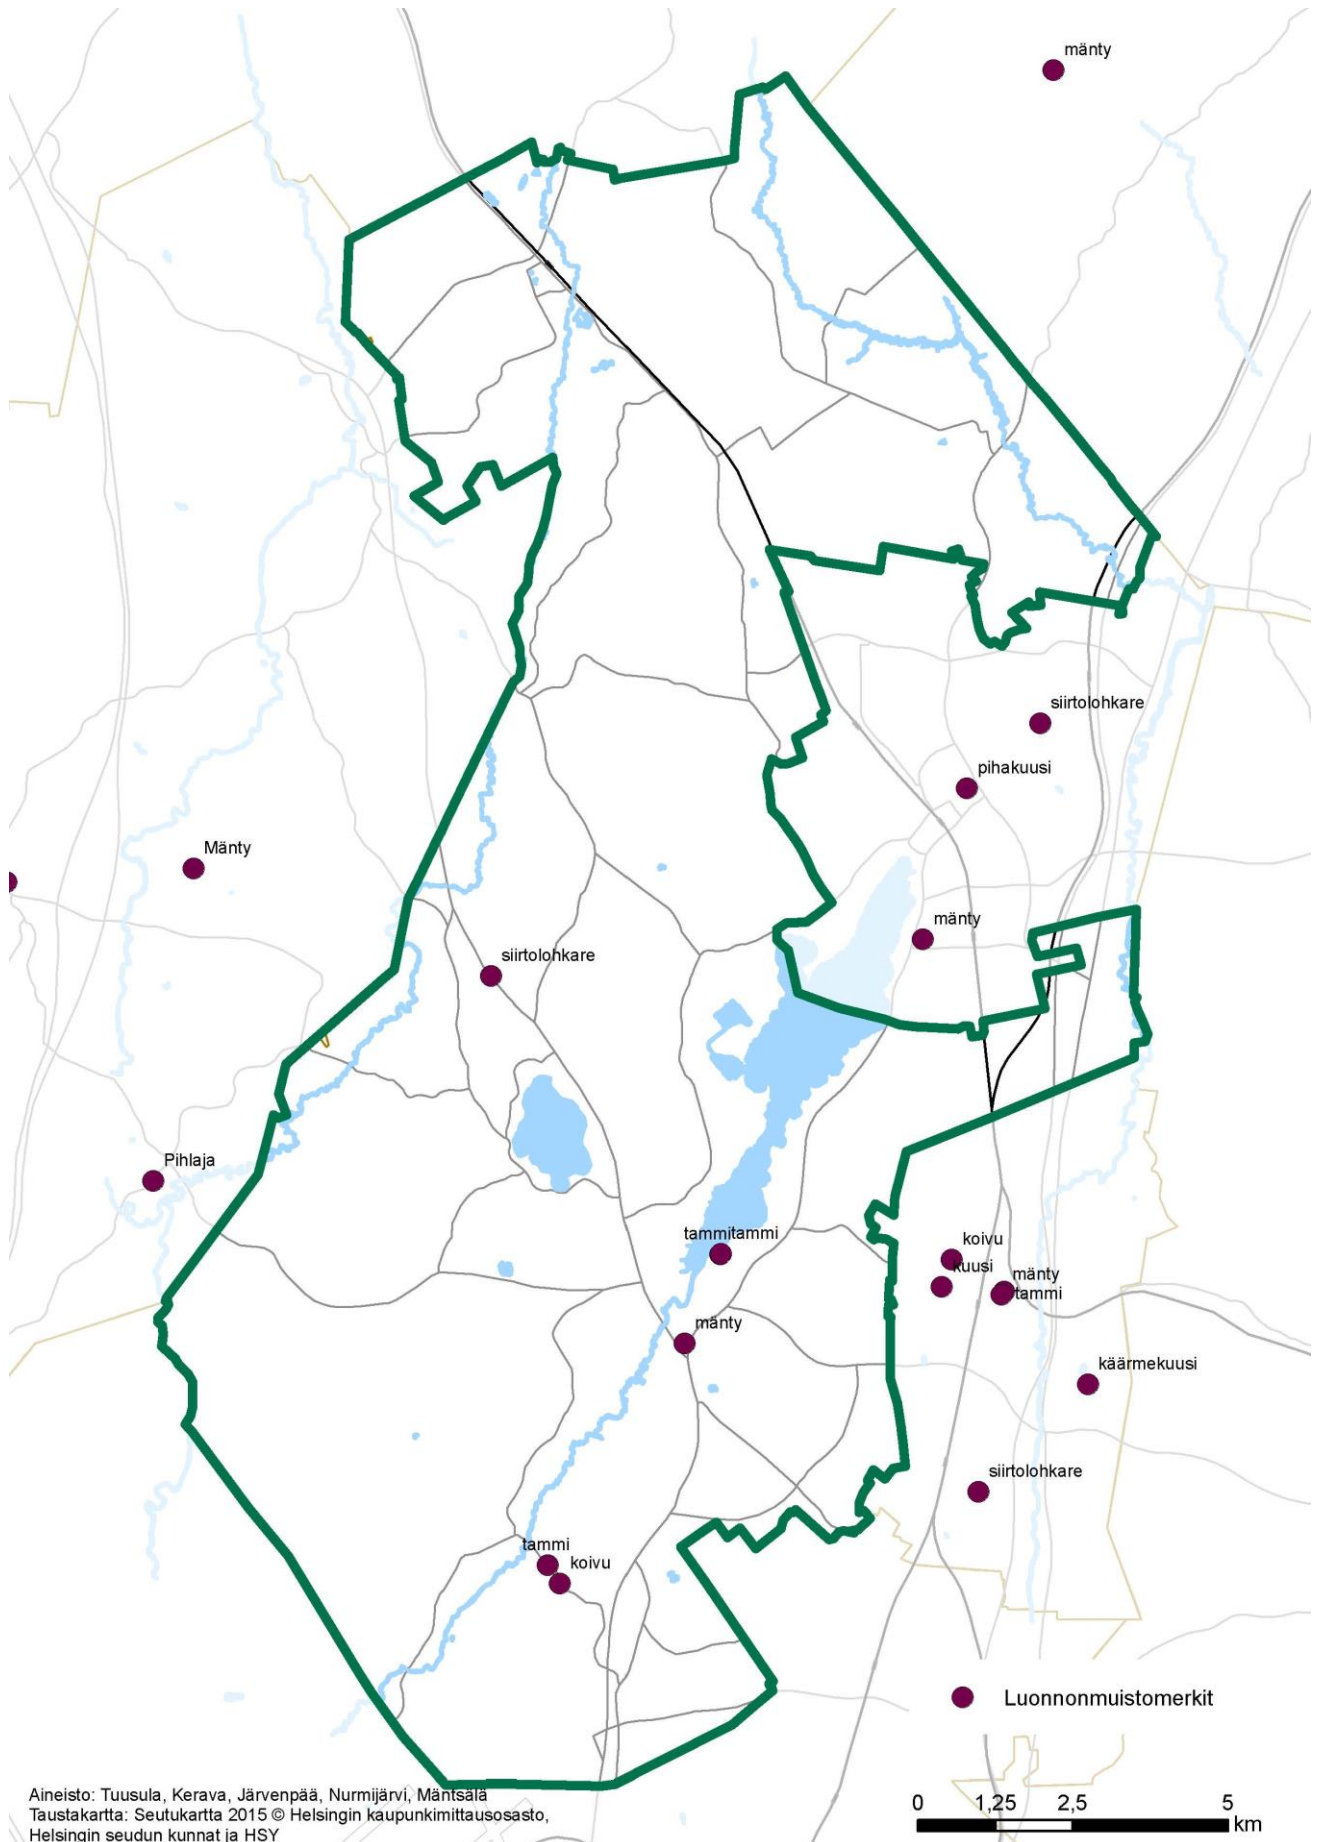 mänty
siirtolohkare
pihakuusi
Mänty
mänty
siirtolohkare
Pihlaja
tammitammi
koivu
kuusi
mänty
tammi
mänty
käärmekuusi
siirtolohkare
tammi
koivu
Luonnonmuistomerkit
Aineisto: Tuusula, Kerava, Järvenpää, Nurmijärvi, Mäntsälä
Taustakartta: Seutukartta 2015 © Helsingin kaupunkimittausosasto,
Helsingin seudun kunnat ja HSY
0 1,25 2,5 5
km